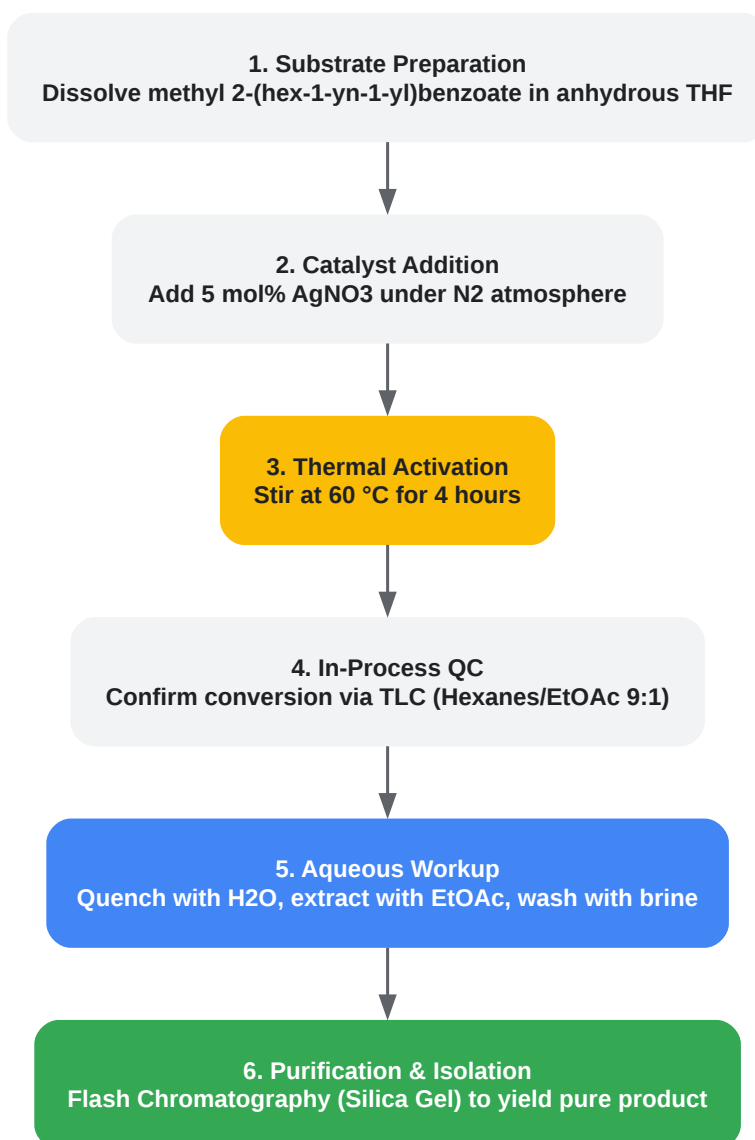 1. Substrate Preparation
Dissolve methyl 2-(hex-1-yn-1-yl)benzoate in anhydrous THF
2. Catalyst Addition
Add 5 mol% AgNO3 under N2 atmosphere
3. Thermal Activation
Stir at 60 °C for 4 hours
4. In-Process QC
Confirm conversion via TLC (Hexanes/EtOAc 9:1)
5. Aqueous Workup
Quench with H2O, extract with EtOAc, wash with brine
6. Purification & Isolation
Flash Chromatography (Silica Gel) to yield pure product